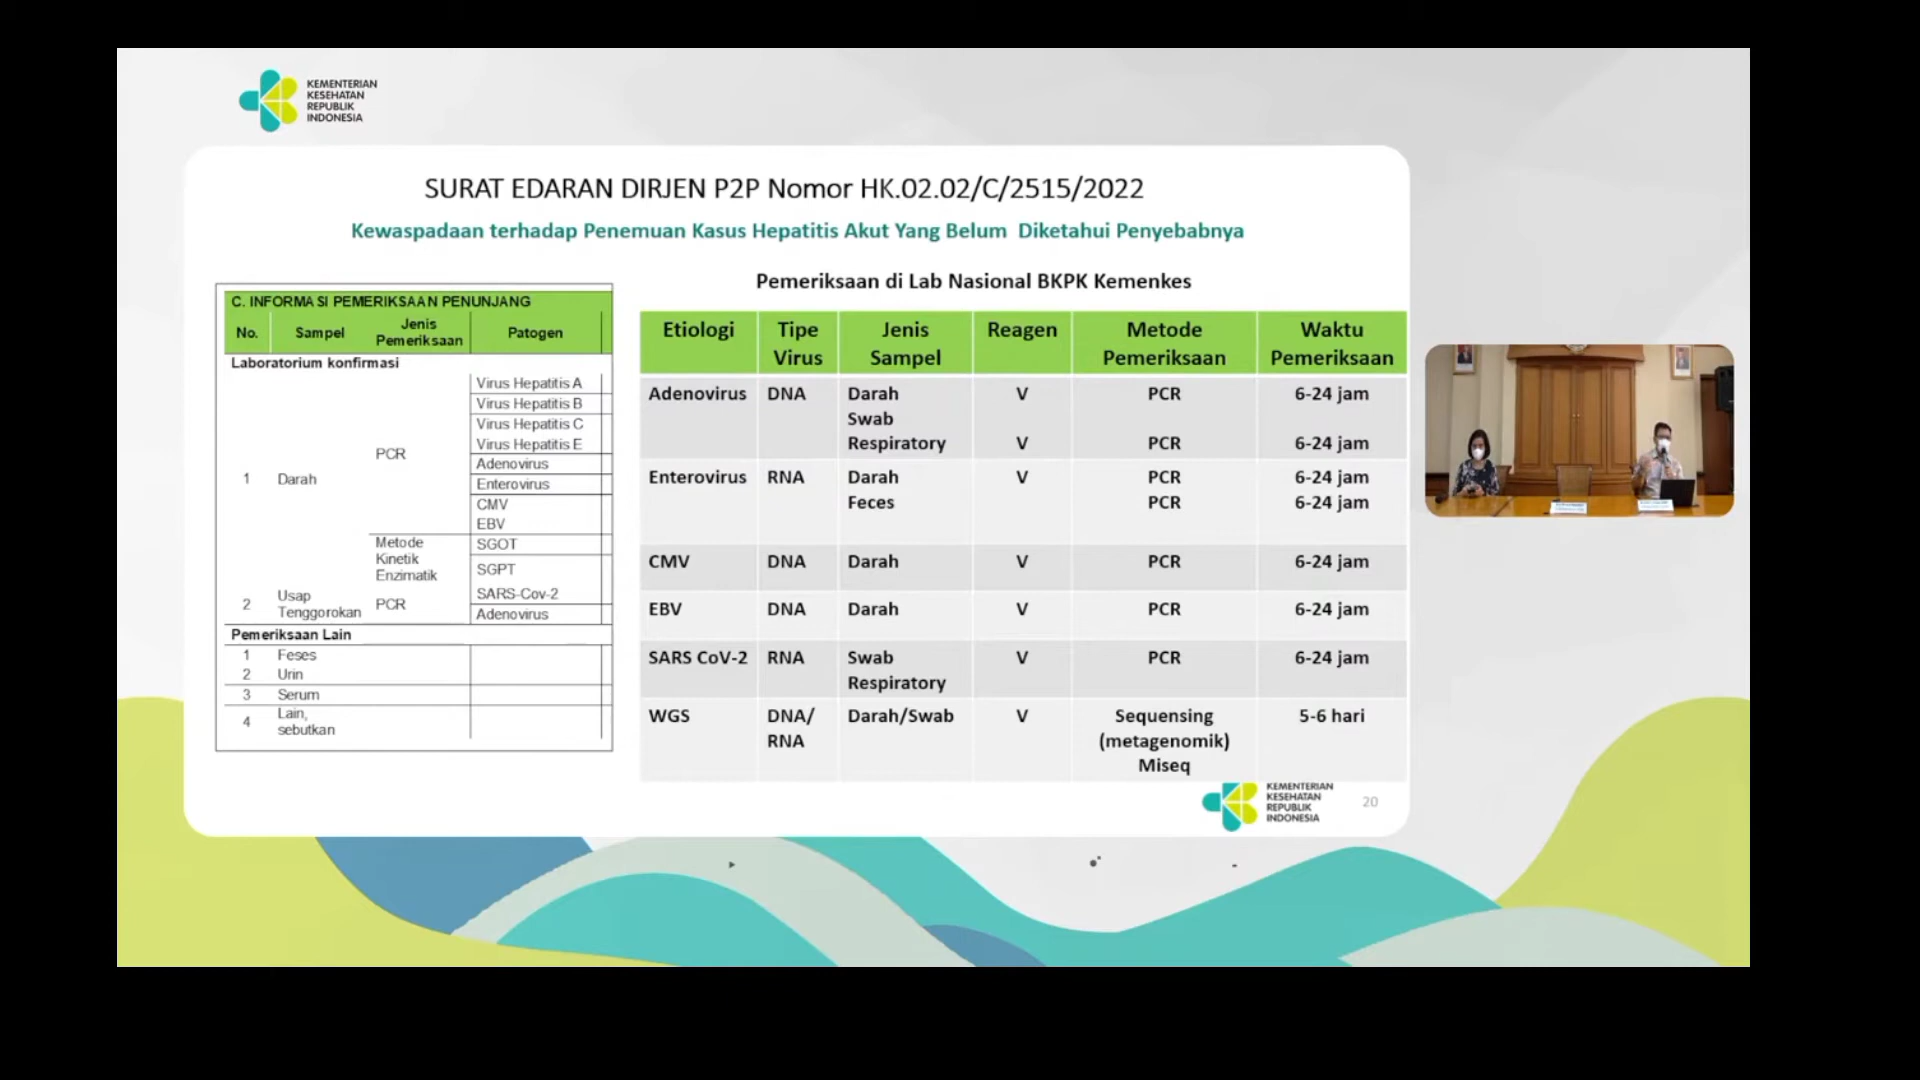 KEMENTERIAN
KESEHATAN
REPUBLIK
INDONESIA
SURAT EDARAN DIRJEN P2P Nomor HK.02.02/C/2515/2022
Kewaspadaan terhadap Penemuan Kasus Hepatitis Akut Yang Belum Diketahui Penyebabnya
C. INFORMASI PEMERIKSAAN PENUNJANG
No. Sampel Jenis Pemeriksaan Patogen
Laboratorium konfirmasi
1 Darah PCR
Virus Hepatitis A
Virus Hepatitis B
Virus Hepatitis C
Virus Hepatitis E
Adenovirus
Enterovirus
CMV
EBV
Metode Kinetik Enzimatik
SGOT
SGPT
2 Usap Tenggorokan PCR
SARS-Cov-2
Adenovirus
Pemeriksaan Lain
1 Feses
2 Urin
3 Serum
4 Lain, sebutkan
Pemeriksaan di Lab Nasional BKPK Kemenkes
Etiologi Tipe Virus Jenis Sampel Reagen Metode Pemeriksaan Waktu Pemeriksaan
Adenovirus DNA Darah V PCR 6-24 jam
Swab
Respiratory V PCR 6-24 jam
Enterovirus RNA Darah V PCR 6-24 jam
Feces PCR 6-24 jam
CMV DNA Darah V PCR 6-24 jam
EBV DNA Darah V PCR 6-24 jam
SARS CoV-2 RNA Swab V PCR 6-24 jam
Respiratory
WGS DNA/ Darah/Swab V Sequensing 5-6 hari
RNA (metagenomik)
Miseq
KEMENTERIAN
KESEHATAN
REPUBLIK
INDONESIA
20